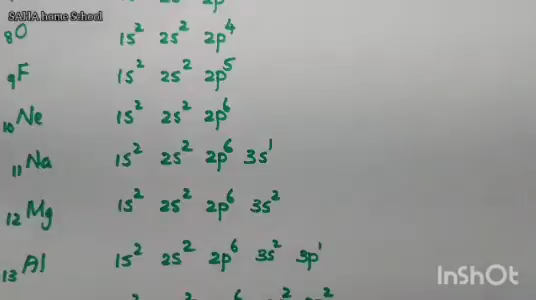 SAHA home School
₈O 1s² 2s² 2p⁴
₉F 1s² 2s² 2p⁵
₁₀Ne 1s² 2s² 2p⁶
₁₁Na 1s² 2s² 2p⁶ 3s¹
₁₂Mg 1s² 2s² 2p⁶ 3s²
₁₃Al 1s² 2s² 2p⁶ 3s² 3p¹
InShOt